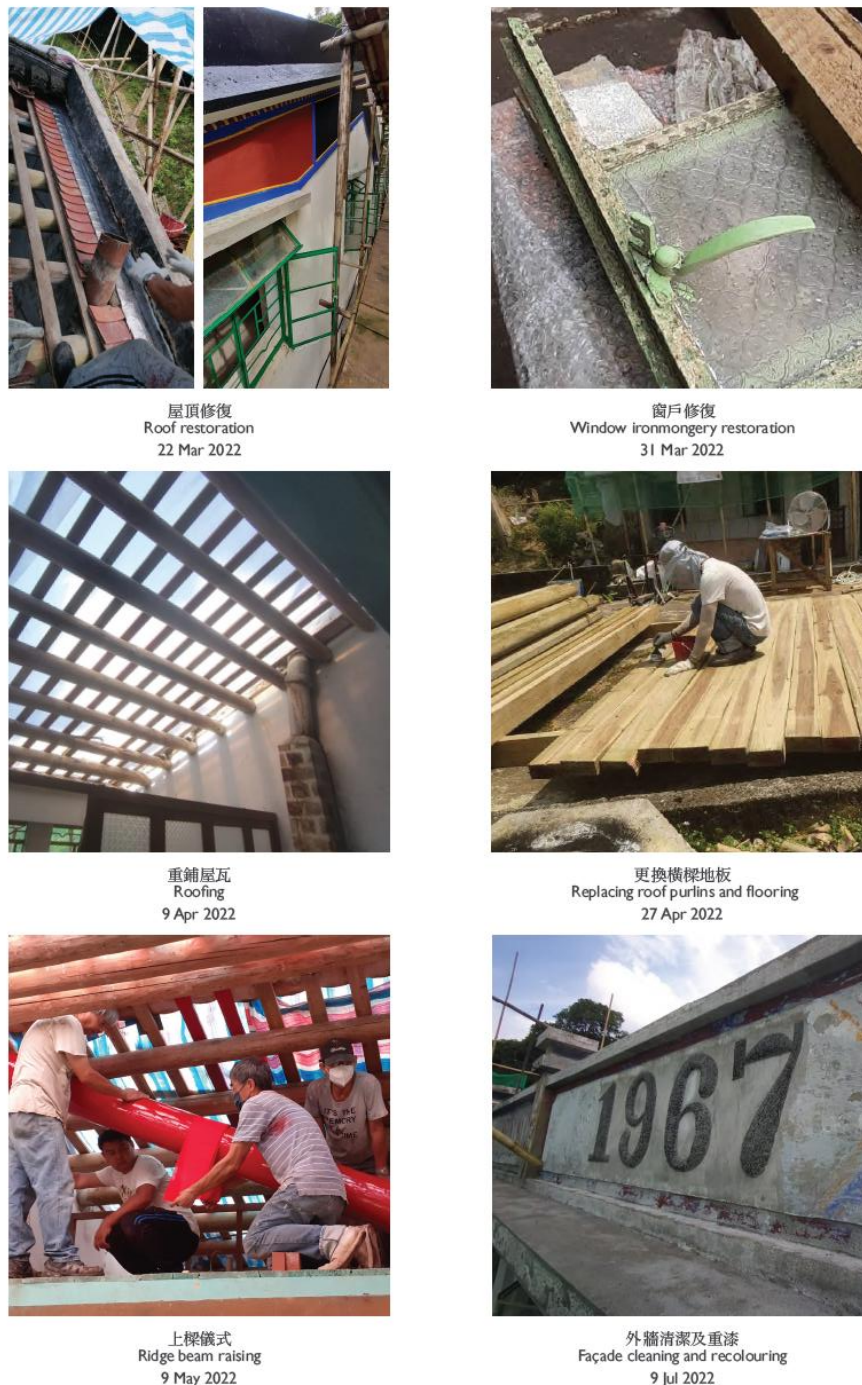 屋頂修復
Roof restoration
22 Mar 2022
窗戶修復
Window ironmongery restoration
31 Mar 2022
重鋪屋瓦
Roofing
9 Apr 2022
更換橫樑地板
Replacing roof purlins and flooring
27 Apr 2022
IT'S THE
MEMORY
上樑儀式
Ridge beam raising
9 May 2022
1967
外牆清潔及重漆
Façade cleaning and recolouring
9 Jul 2022